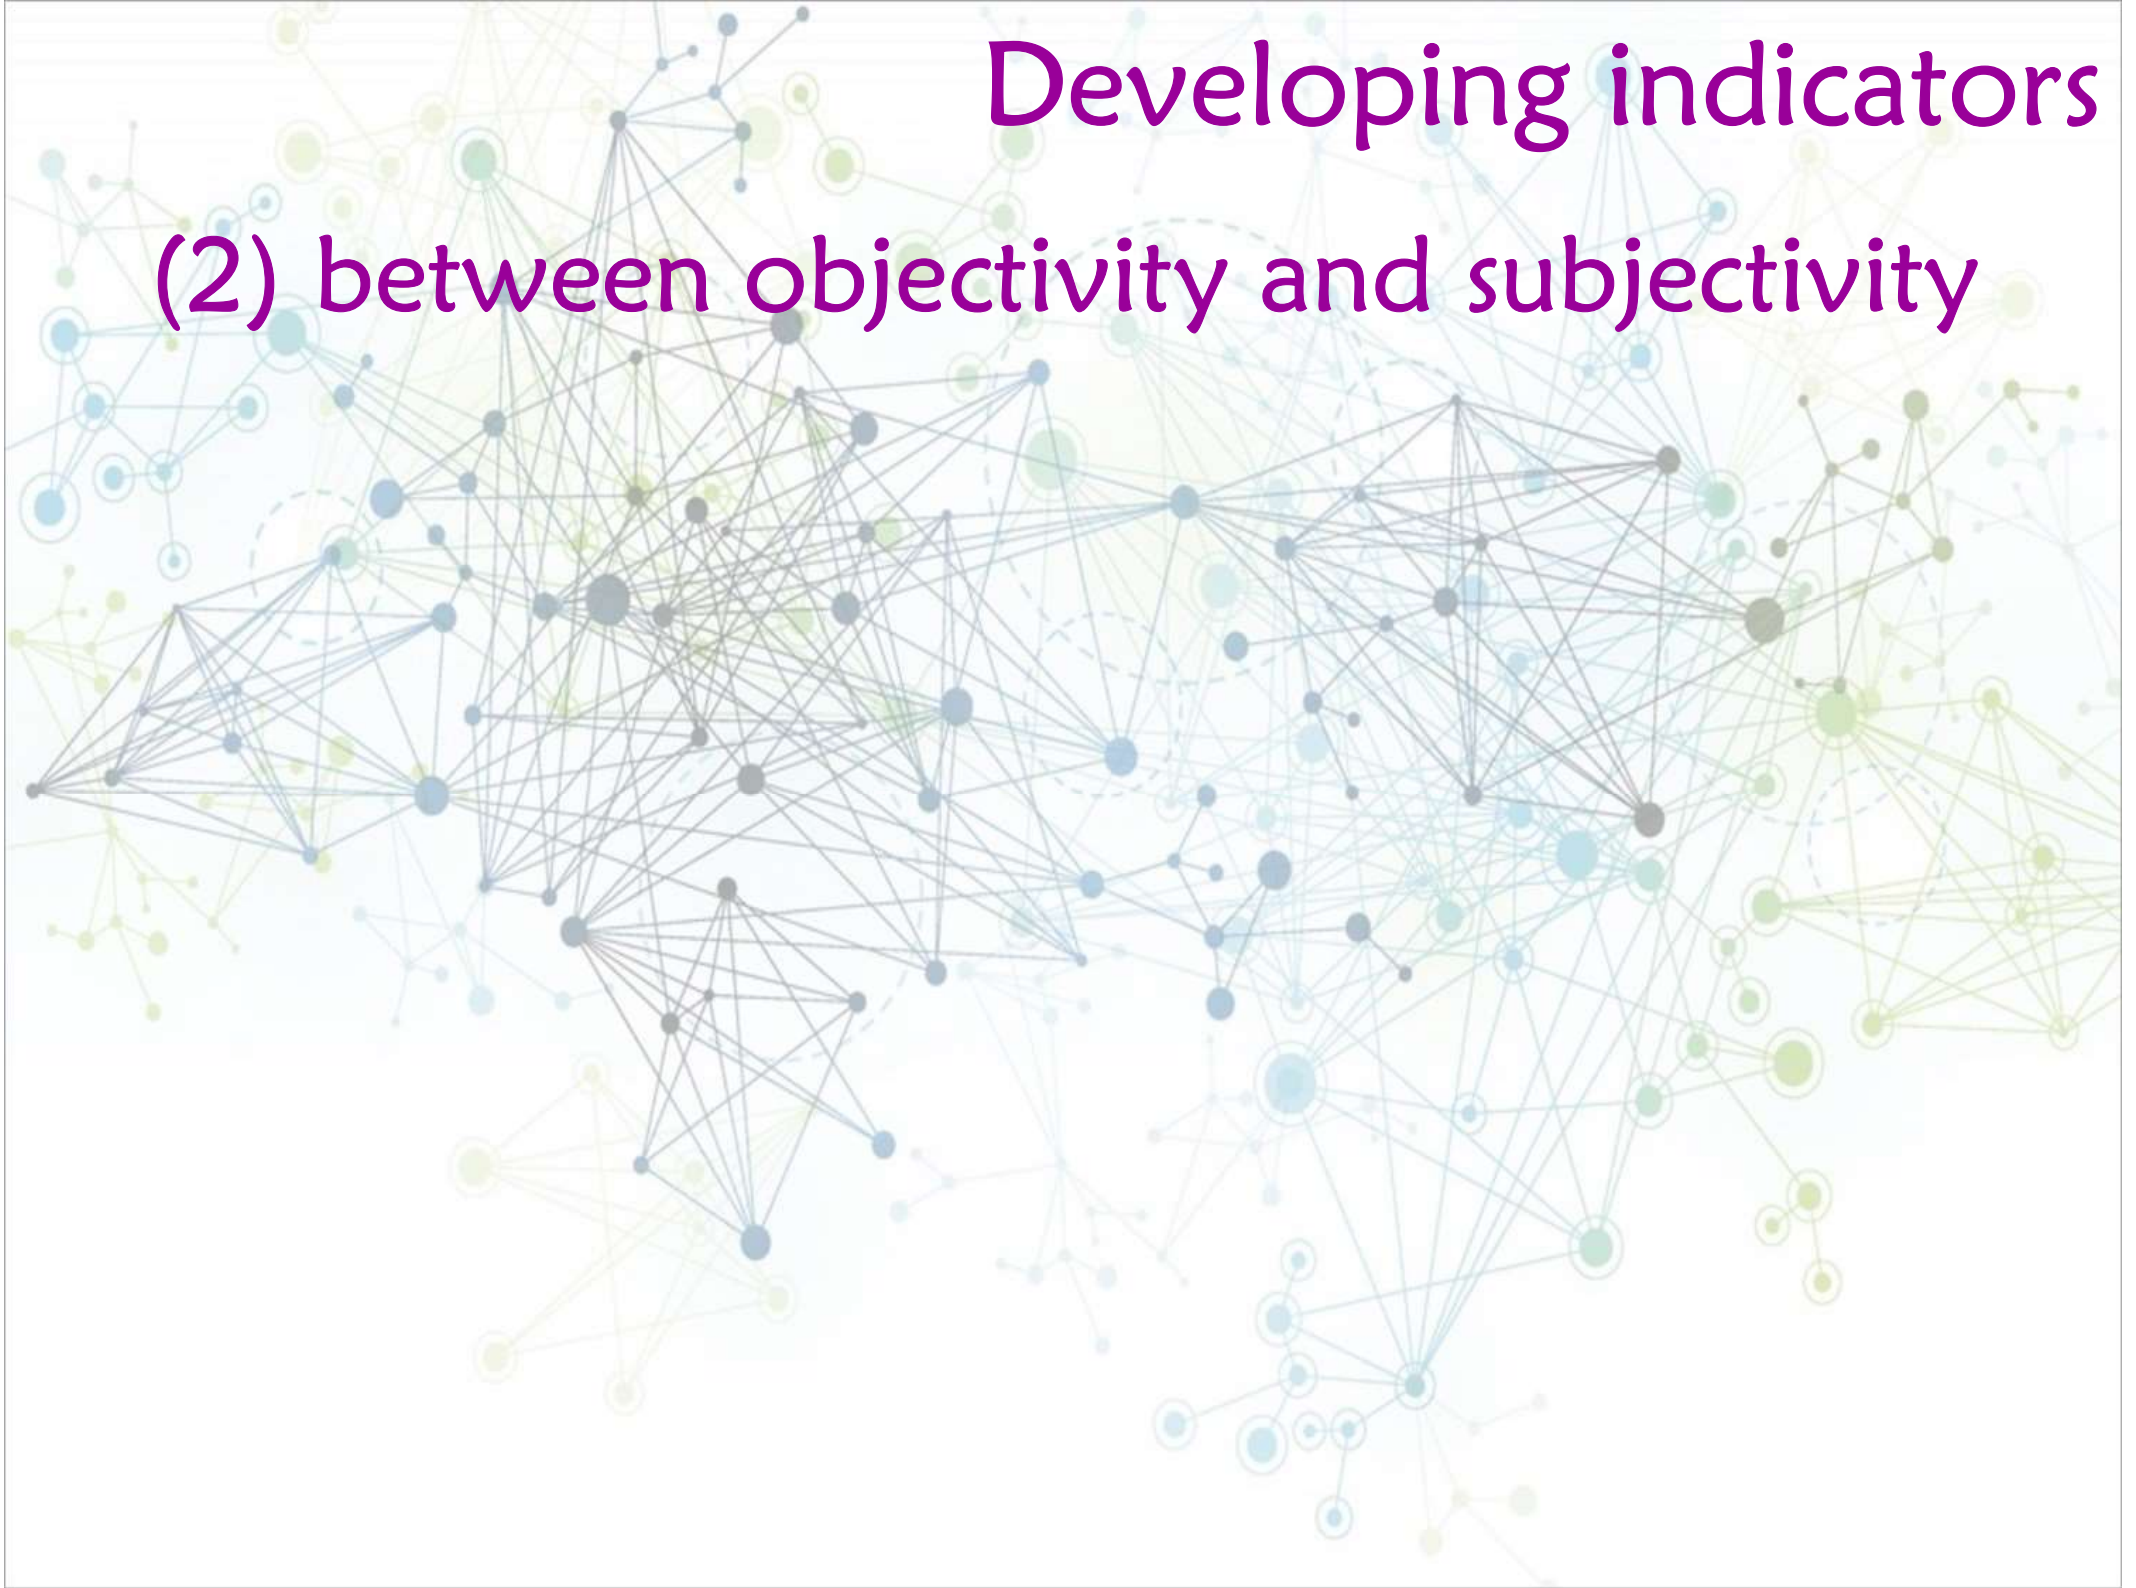 Developing indicators
(2) between objectivity and subjectivity